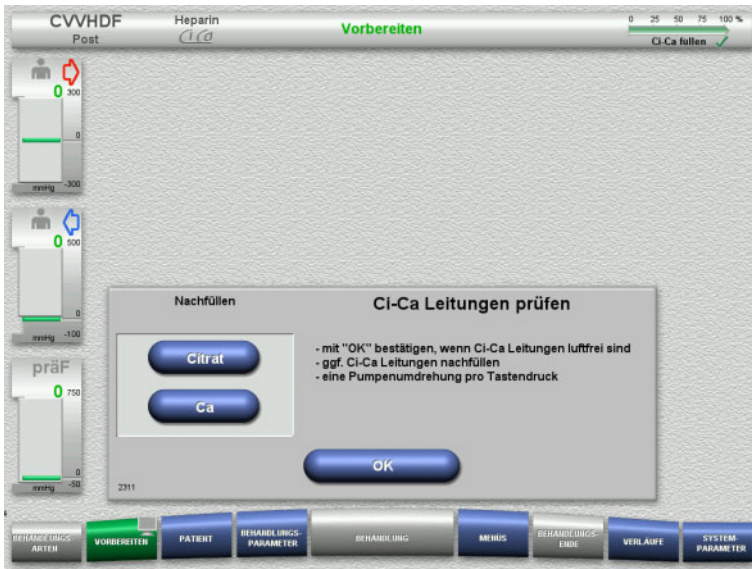 CVVHDF
Post
Heparin
CiCa
Vorbereiten
0 25 50 75 100 %
Ci-Ca füllen
0 300
0
mmHg -300
0 500
mmHg -100
präF
0 750
0
mmHg -50
Nachfüllen
Citrat
Ca
Ci-Ca Leitungen prüfen
- mit "OK" bestätigen, wenn Ci-Ca Leitungen luftfrei sind
- ggf. Ci-Ca Leitungen nachfüllen
- eine Pumpenumdrehung pro Tastendruck
OK
2311
BEHANDLUNGS-
ARTEN
VORBEREITEN
PATIENT
BEHANDLUNGS-
PARAMETER
BEHANDLUNG
MENÜS
BEHANDLUNGS-
ENDE
VERLÄUFE
SYSTEM-
PARAMETER